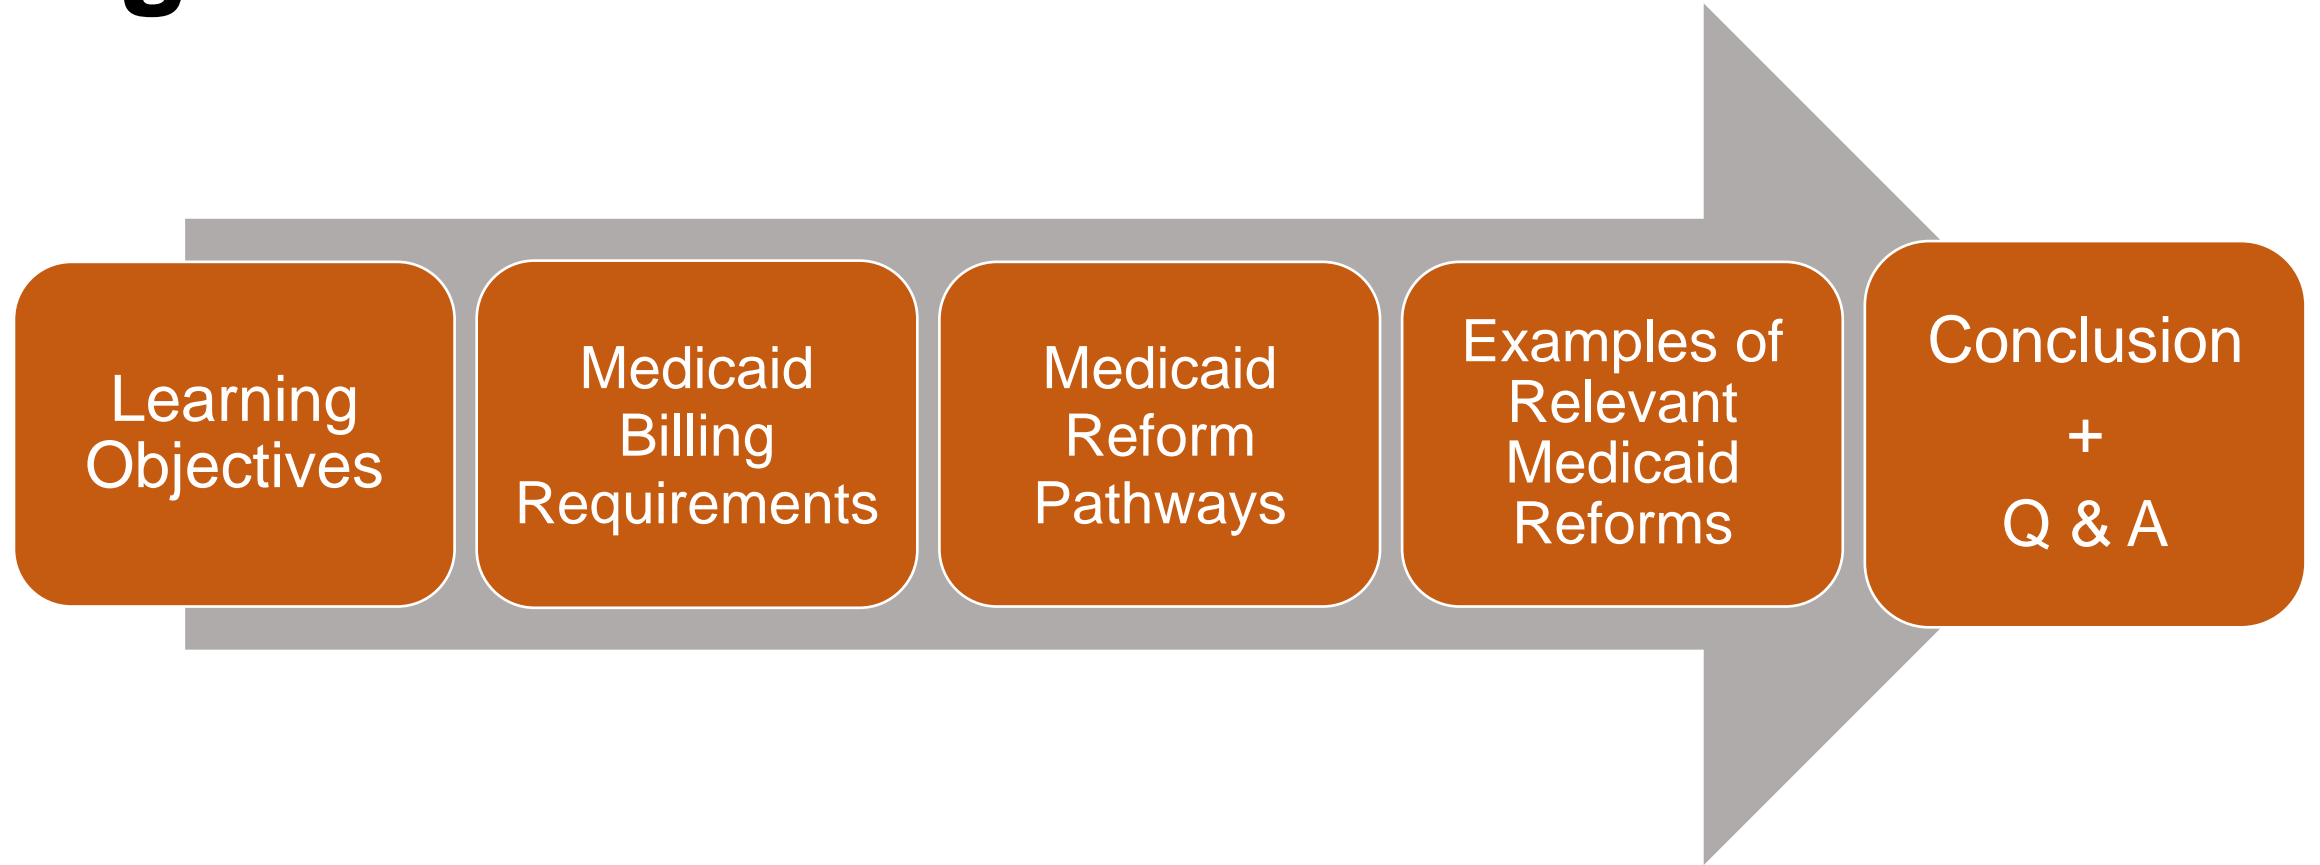 Learning
Objectives
Medicaid
Billing
Requirements
Medicaid
Reform
Pathways
Examples of
Relevant
Medicaid
Reforms
Conclusion
+
Q & A